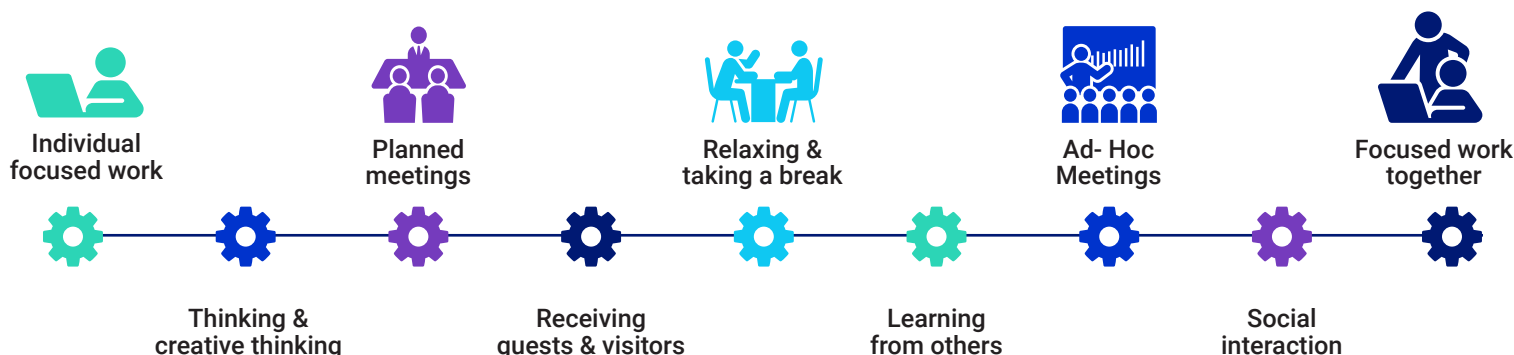 Individual
focused work
Planned
meetings
Relaxing &
taking a break
Ad- Hoc
Meetings
Focused work
together
Thinking &
creative thinking
Receiving
guests & visitors
Learning
from others
Social
interaction